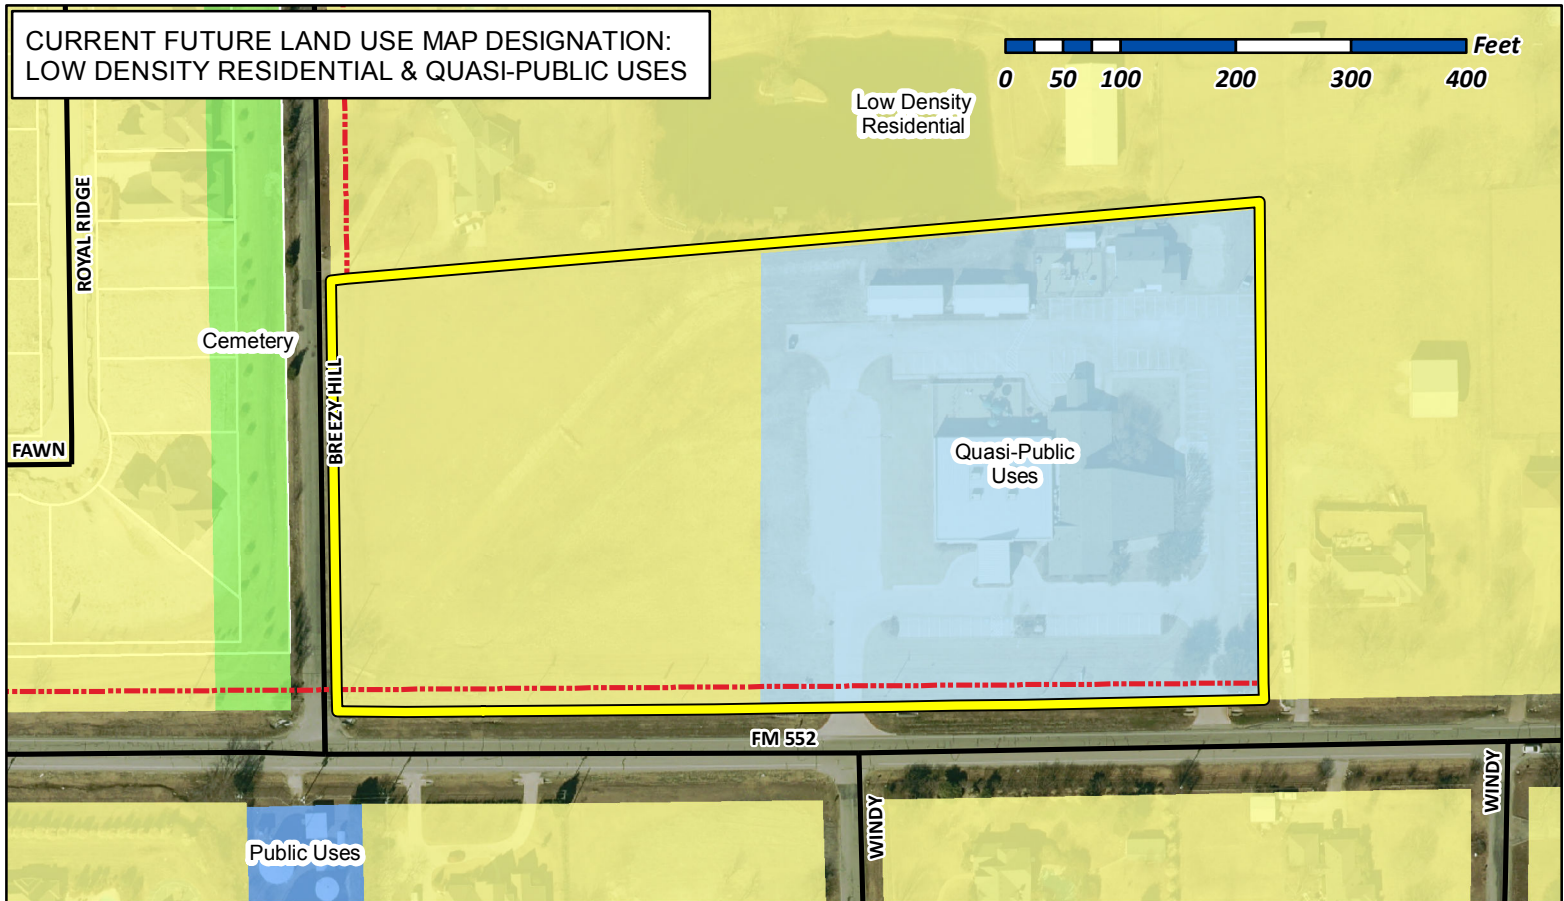 CURRENT FUTURE LAND USE MAP DESIGNATION:
LOW DENSITY RESIDENTIAL & QUASI-PUBLIC USES
Feet
0 50 100 200 300 400
Low Density
Residential
ROYAL RIDGE
Cemetery
BREEZY HILL
FAWN
Quasi-Public
Uses
FM 552
WINDY
WINDY
Public Uses